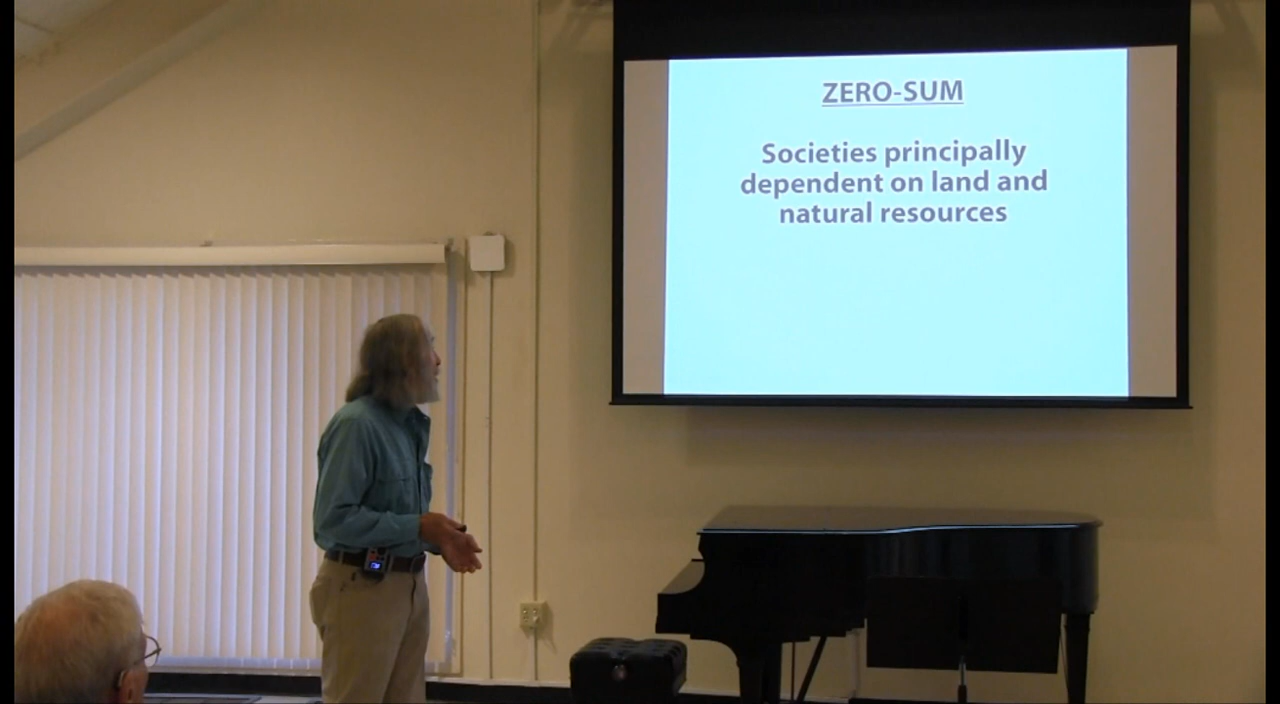 ZERO-SUM
Societies principally
dependent on land and
natural resources